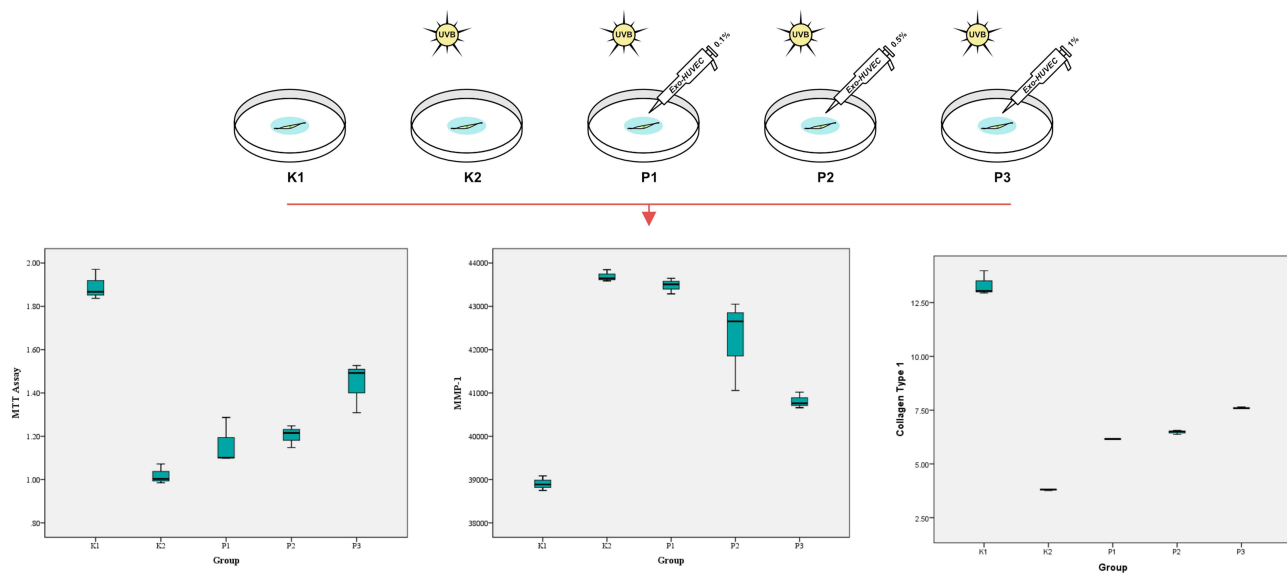 UVB
UVB
UVB
UVB
0.1%
0.5%
1%
Exo-HUVEC
Exo-HUVEC
Exo-HUVEC
K1
K2
P1
P2
P3
MTT Assay
2.00
1.80
1.60
1.40
1.20
1.00
.80
K1
K2
P1
P2
P3
Group
MMP-1
44000
43000
42000
41000
40000
39000
38000
K1
K2
P1
P2
P3
Group
Collagen Type 1
12.50
10.00
7.50
5.00
2.50
K1
K2
P1
P2
P3
Group